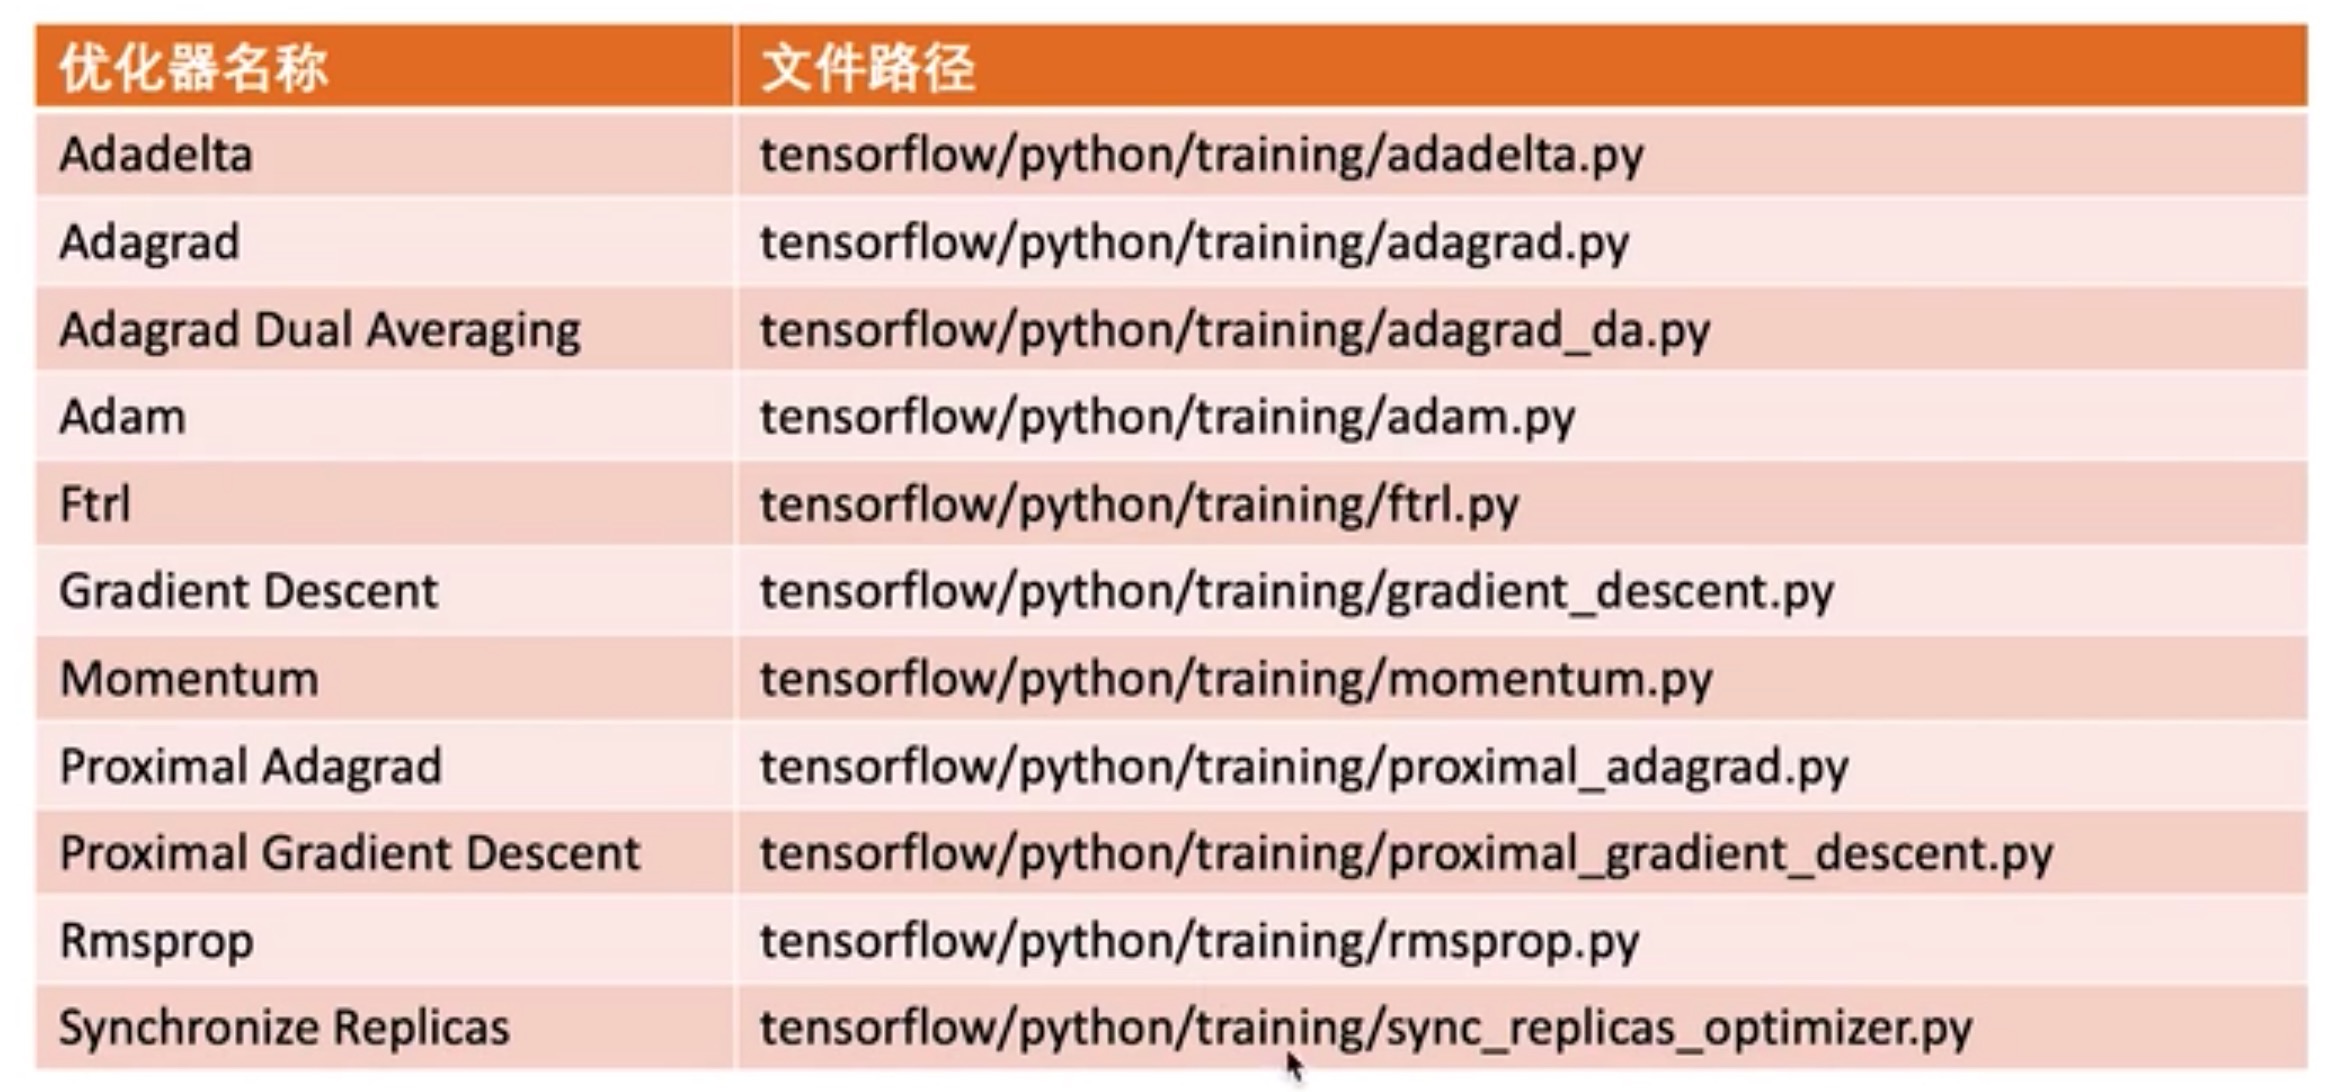 优化器名称 文件路径
Adadelta tensorflow/python/training/adadelta.py
Adagrad tensorflow/python/training/adagrad.py
Adagrad Dual Averaging tensorflow/python/training/adagrad_da.py
Adam tensorflow/python/training/adam.py
Ftrl tensorflow/python/training/ftrl.py
Gradient Descent tensorflow/python/training/gradient_descent.py
Momentum tensorflow/python/training/momentum.py
Proximal Adagrad tensorflow/python/training/proximal_adagrad.py
Proximal Gradient Descent tensorflow/python/training/proximal_gradient_descent.py
Rmsprop tensorflow/python/training/rmsprop.py
Synchronize Replicas tensorflow/python/training/sync_replicas_optimizer.py